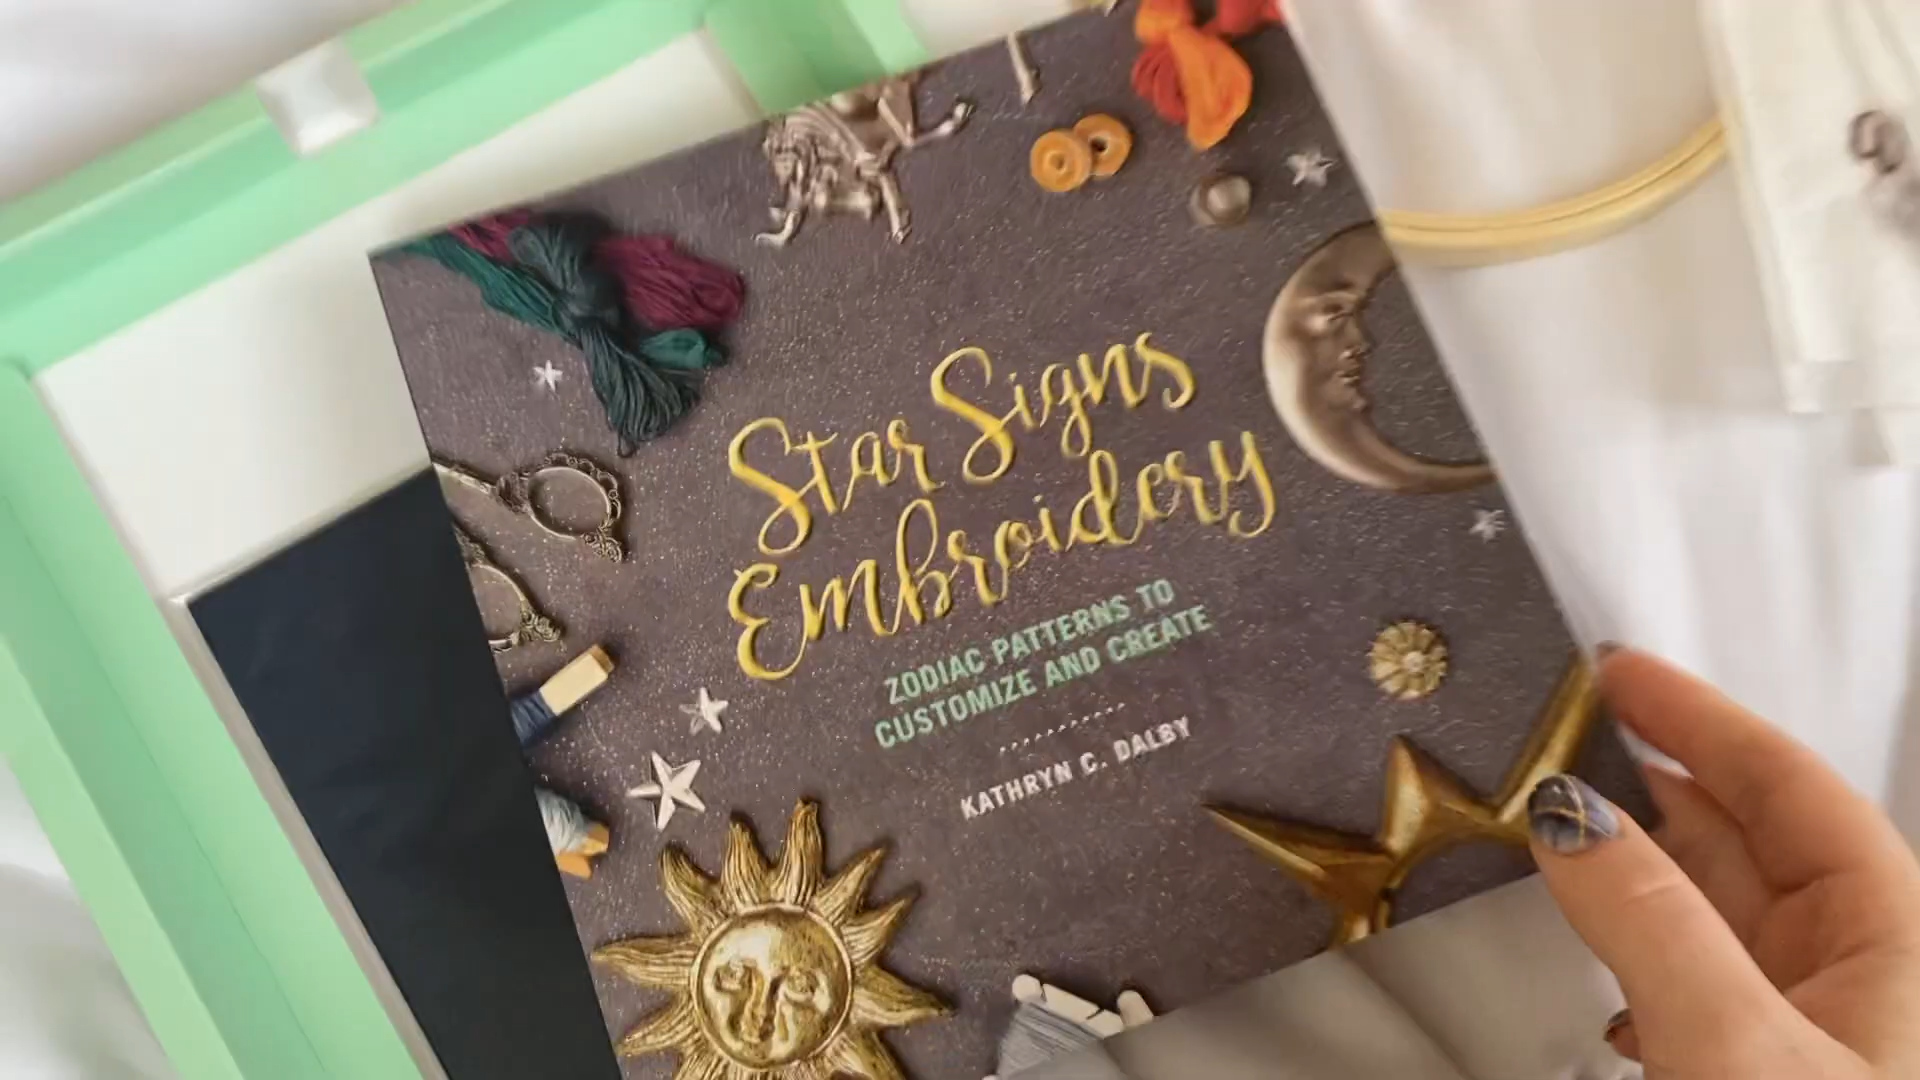 Star Signs
Embroidery
ZODIAC PATTERNS TO
CUSTOMIZE AND CREATE
KATHRYN C. DALBY